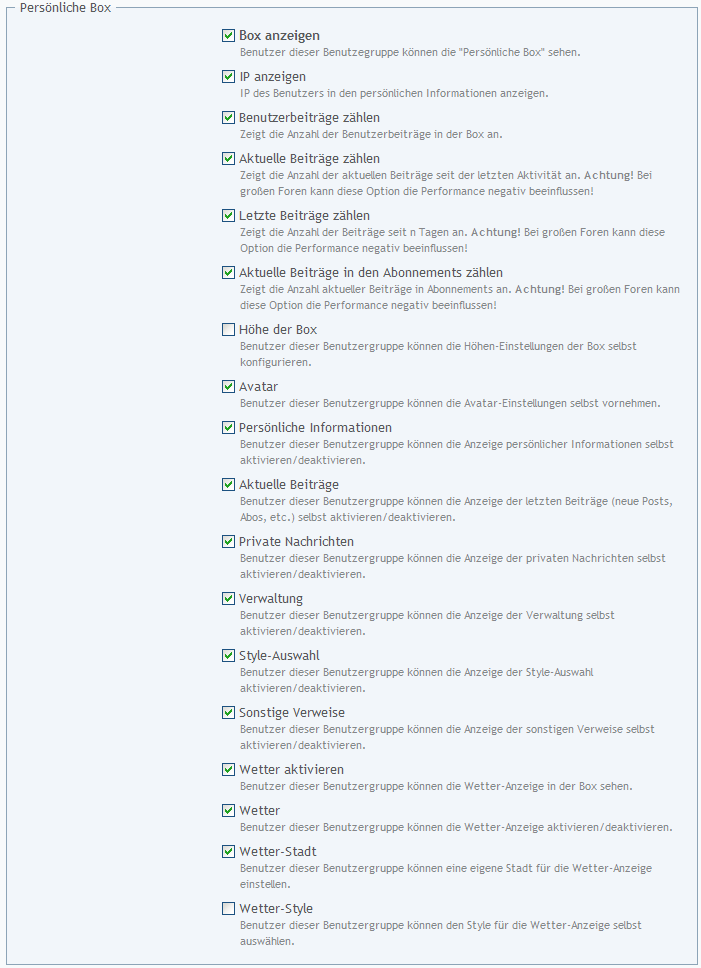 Persönliche Box
Box anzeigen
Benutzer dieser Benutzegruppe können die "Persönliche Box" sehen.
IP anzeigen
IP des Benutzers in den persönlichen Informationen anzeigen.
Benutzerbeiträge zählen
Zeigt die Anzahl der Benutzerbeiträge in der Box an.
Aktuelle Beiträge zählen
Zeigt die Anzahl der aktuellen Beiträge seit der letzten Aktivität an. Achtung! Bei
großen Foren kann diese Option die Performance negativ beeinflussen!
Letzte Beiträge zählen
Zeigt die Anzahl der Beiträge seit n Tagen an. Achtung! Bei großen Foren kann diese
Option die Performance negativ beeinflussen!
Aktuelle Beiträge in den Abonnements zählen
Zeigt die Anzahl aktueller Beiträge in Abonnements an. Achtung! Bei großen Foren kann
diese Option die Performance negativ beeinflussen!
Höhe der Box
Benutzer dieser Benutzergruppe können die Höhen-Einstellungen der Box selbst
konfigurieren.
Avatar
Benutzer dieser Benutzergruppe können die Avatar-Einstellungen selbst vornehmen.
Persönliche Informationen
Benutzer dieser Benutzergruppe können die Anzeige persönlicher Informationen selbst
aktivieren/deaktivieren.
Aktuelle Beiträge
Benutzer dieser Benutzergruppe können die Anzeige der letzten Beiträge (neue Posts,
Abos, etc.) selbst aktivieren/deaktivieren.
Private Nachrichten
Benutzer dieser Benutzergruppe können die Anzeige der privaten Nachrichten selbst
aktivieren/deaktivieren.
Verwaltung
Benutzer dieser Benutzergruppe können die Anzeige der Verwaltung selbst
aktivieren/deaktivieren.
Style-Auswahl
Benutzer dieser Benutzergruppe können die Anzeige der Style-Auswahl
aktivieren/deaktivieren.
Sonstige Verweise
Benutzer dieser Benutzergruppe können die Anzeige der sonstigen Verweise selbst
aktivieren/deaktivieren.
Wetter aktivieren
Benutzer dieser Benutzergruppe können die Wetter-Anzeige in der Box sehen.
Wetter
Benutzer dieser Benutzergruppe können die Wetter-Anzeige aktivieren/deaktivieren.
Wetter-Stadt
Benutzer dieser Benutzergruppe können eine eigene Stadt für die Wetter-Anzeige
einstellen.
Wetter-Style
Benutzer dieser Benutzergruppe können den Style für die Wetter-Anzeige selbst
auswählen.